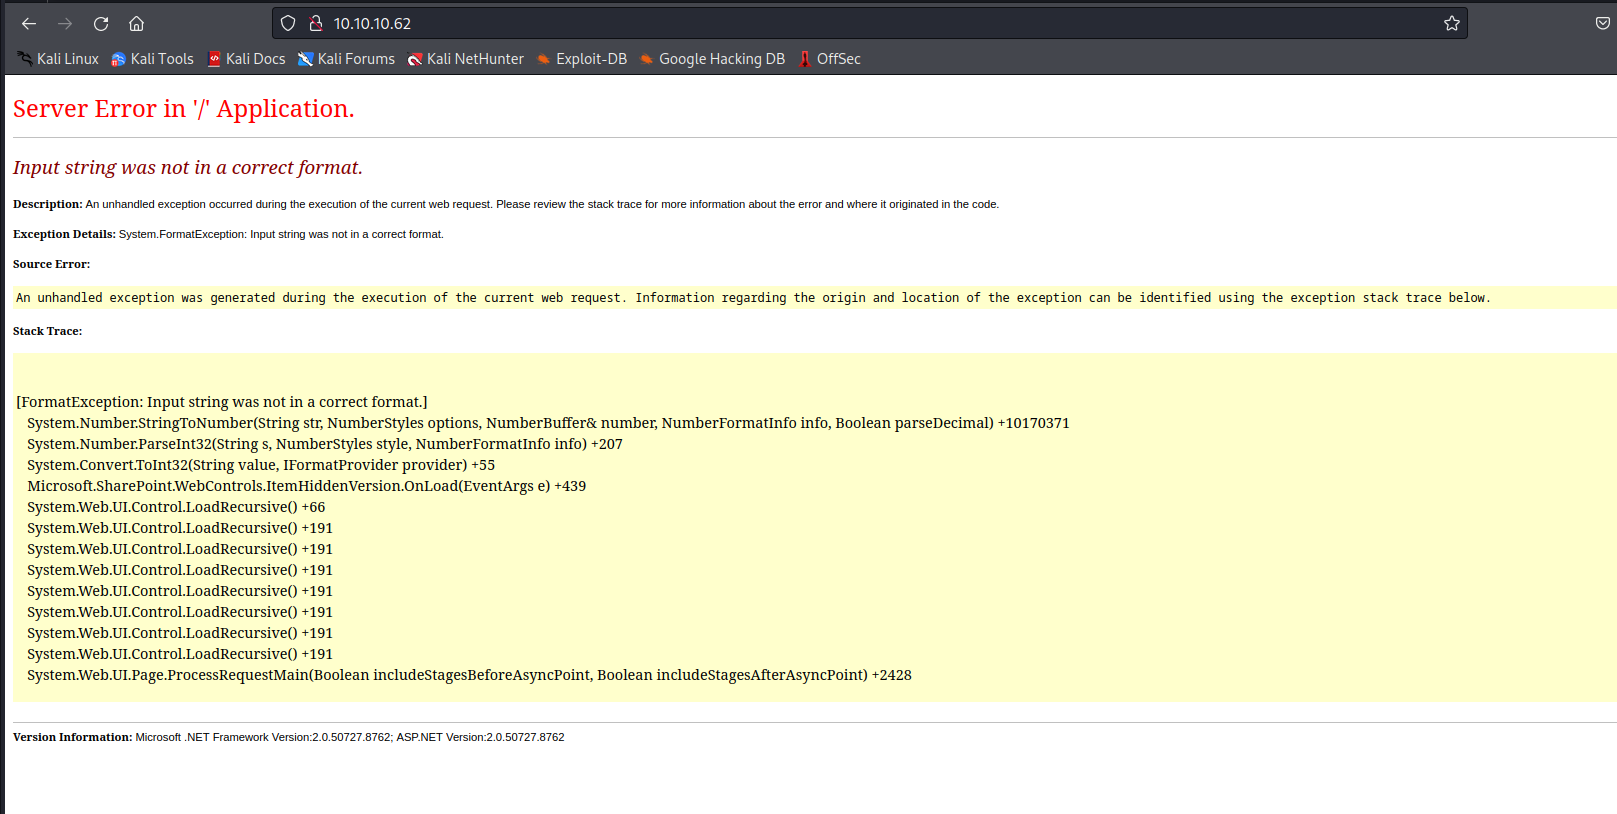 10.10.10.62
Kali Linux Kali Tools Kali Docs Kali Forums Kali NetHunter Exploit-DB Google Hacking DB OffSec
Server Error in '/' Application.
Input string was not in a correct format.
Description: An unhandled exception occurred during the execution of the current web request. Please review the stack trace for more information about the error and where it originated in the code.
Exception Details: System.FormatException: Input string was not in a correct format.
Source Error:
An unhandled exception was generated during the execution of the current web request. Information regarding the origin and location of the exception can be identified using the exception stack trace below.
Stack Trace:
[FormatException: Input string was not in a correct format.]
System.Number.StringToNumber(String str, NumberStyles options, NumberBuffer& number, NumberFormatInfo info, Boolean parseDecimal) +10170371
System.Number.ParseInt32(String s, NumberStyles style, NumberFormatInfo info) +207
System.Convert.ToInt32(String value, IFormatProvider provider) +55
Microsoft.SharePoint.WebControls.ItemHiddenVersion.OnLoad(EventArgs e) +439
System.Web.UI.Control.LoadRecursive() +66
System.Web.UI.Control.LoadRecursive() +191
System.Web.UI.Control.LoadRecursive() +191
System.Web.UI.Control.LoadRecursive() +191
System.Web.UI.Control.LoadRecursive() +191
System.Web.UI.Control.LoadRecursive() +191
System.Web.UI.Control.LoadRecursive() +191
System.Web.UI.Control.LoadRecursive() +191
System.Web.UI.Page.ProcessRequestMain(Boolean includeStagesBeforeAsyncPoint, Boolean includeStagesAfterAsyncPoint) +2428
Version Information: Microsoft .NET Framework Version:2.0.50727.8762; ASP.NET Version:2.0.50727.8762